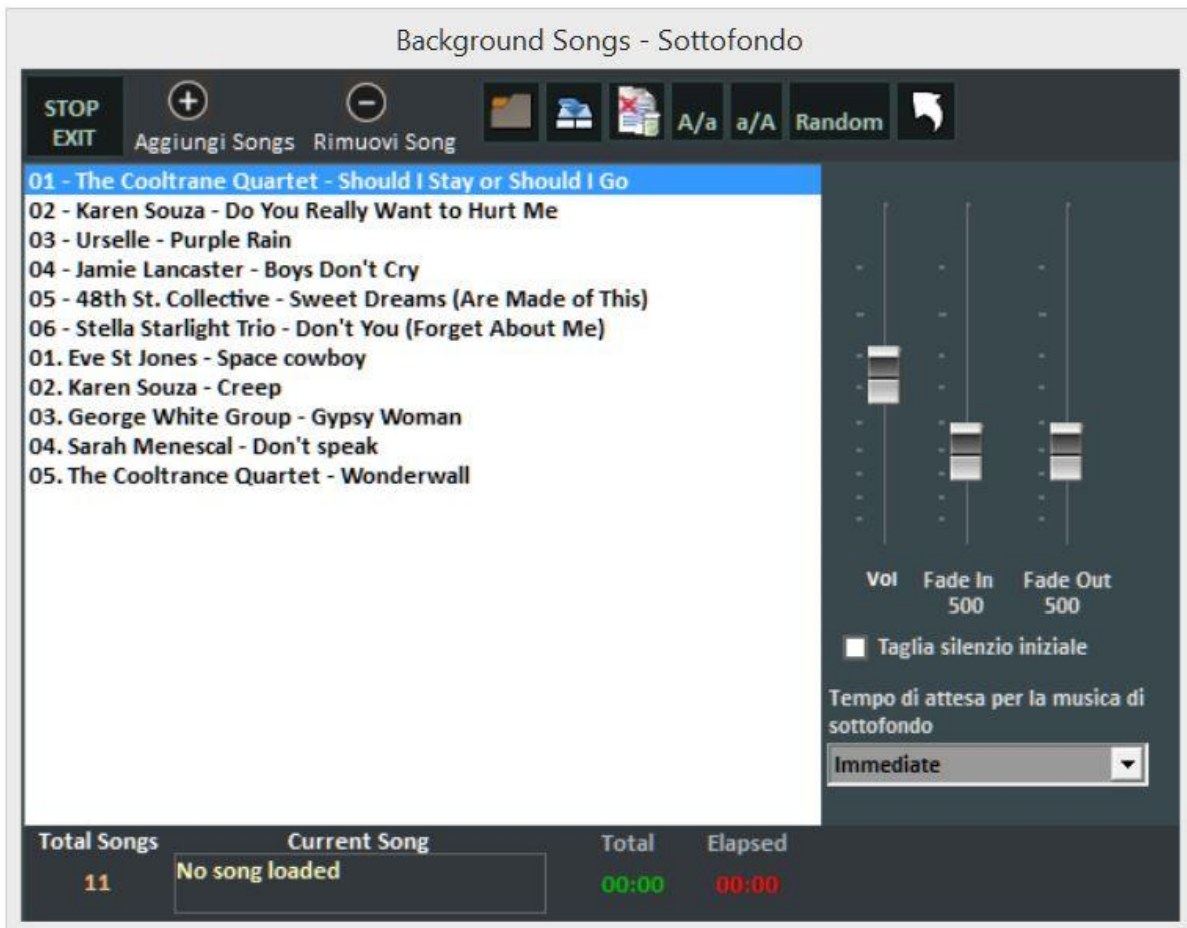 Background Songs - Sottofondo
STOP
EXIT
Aggiungi Songs
Rimuovi Song
A/a
a/A
Random
01 - The Cooltrane Quartet - Should I Stay or Should I Go
02 - Karen Souza - Do You Really Want to Hurt Me
03 - Urselle - Purple Rain
04 - Jamie Lancaster - Boys Don't Cry
05 - 48th St. Collective - Sweet Dreams (Are Made of This)
06 - Stella Starlight Trio - Don't You (Forget About Me)
01. Eve St Jones - Space cowboy
02. Karen Souza - Creep
03. George White Group - Gypsy Woman
04. Sarah Menescal - Don't speak
05. The Cooltrance Quartet - Wonderwall
Vol
Fade In
500
Fade Out
500
Taglia silenzio iniziale
Tempo di attesa per la musica di
sottofondo
Immediate
Total Songs
11
Current Song
No song loaded
Total
00:00
Elapsed
00:00